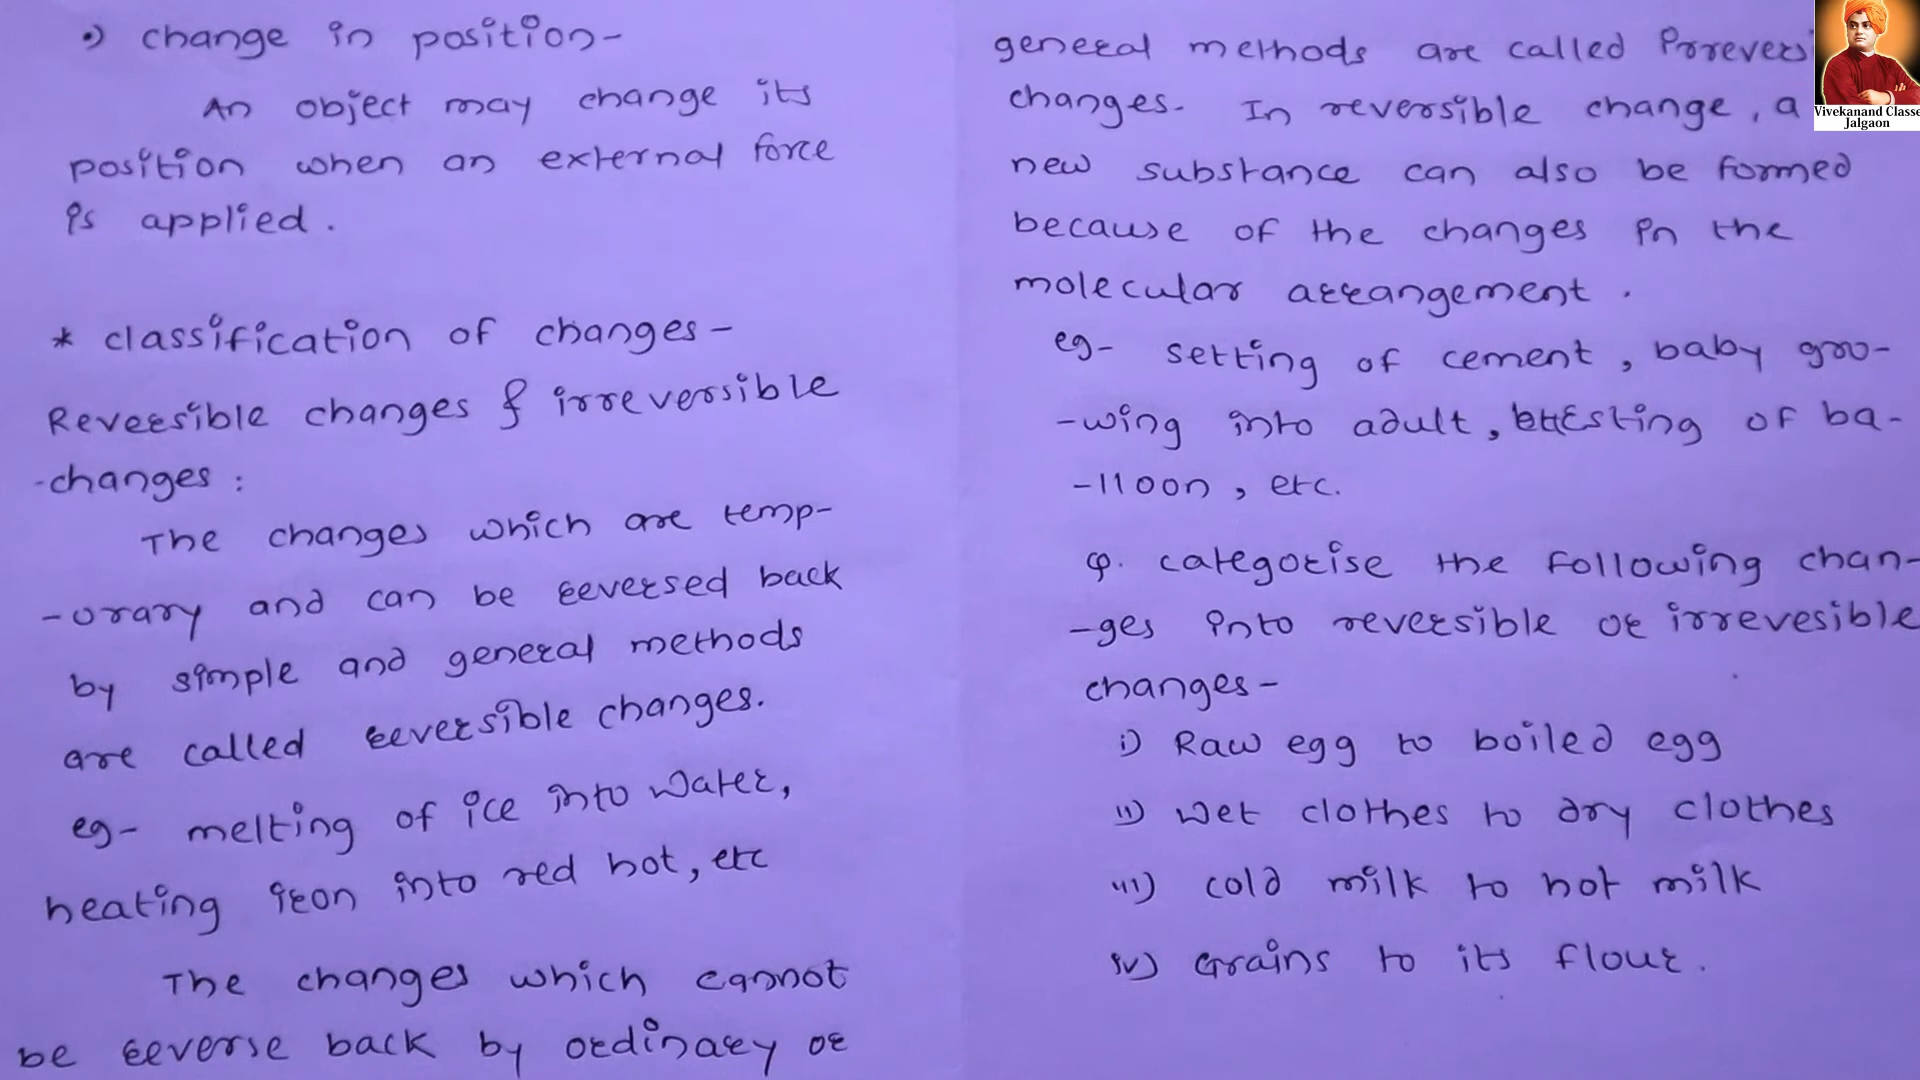 •) change in position-
An object may change its
position when an external force
is applied.
* classification of changes-
Reversible changes & irreversible
-changes :
The changes which are temp-
-orary and can be reversed back
by simple and general methods
are called reversible changes.
eg- melting of ice into water,
heating iron into red hot, etc
The changes which cannot
be reverse back by ordinary or
general methods are called Irreversi
changes. In reversible change, a
new substance can also be formed
because of the changes in the
molecular arrangement.
eg- setting of cement, baby gro-
-wing into adult, of ba-
-lloon, etc.
Q. categorise the following chan-
-ges into reversible or irrevesible
changes-
i) Raw egg to boiled egg
ii) Wet clothes to dry clothes
iii) cold milk to hot milk
iv) Grains to its flour.
Vivekanand Classe
Jalgaon